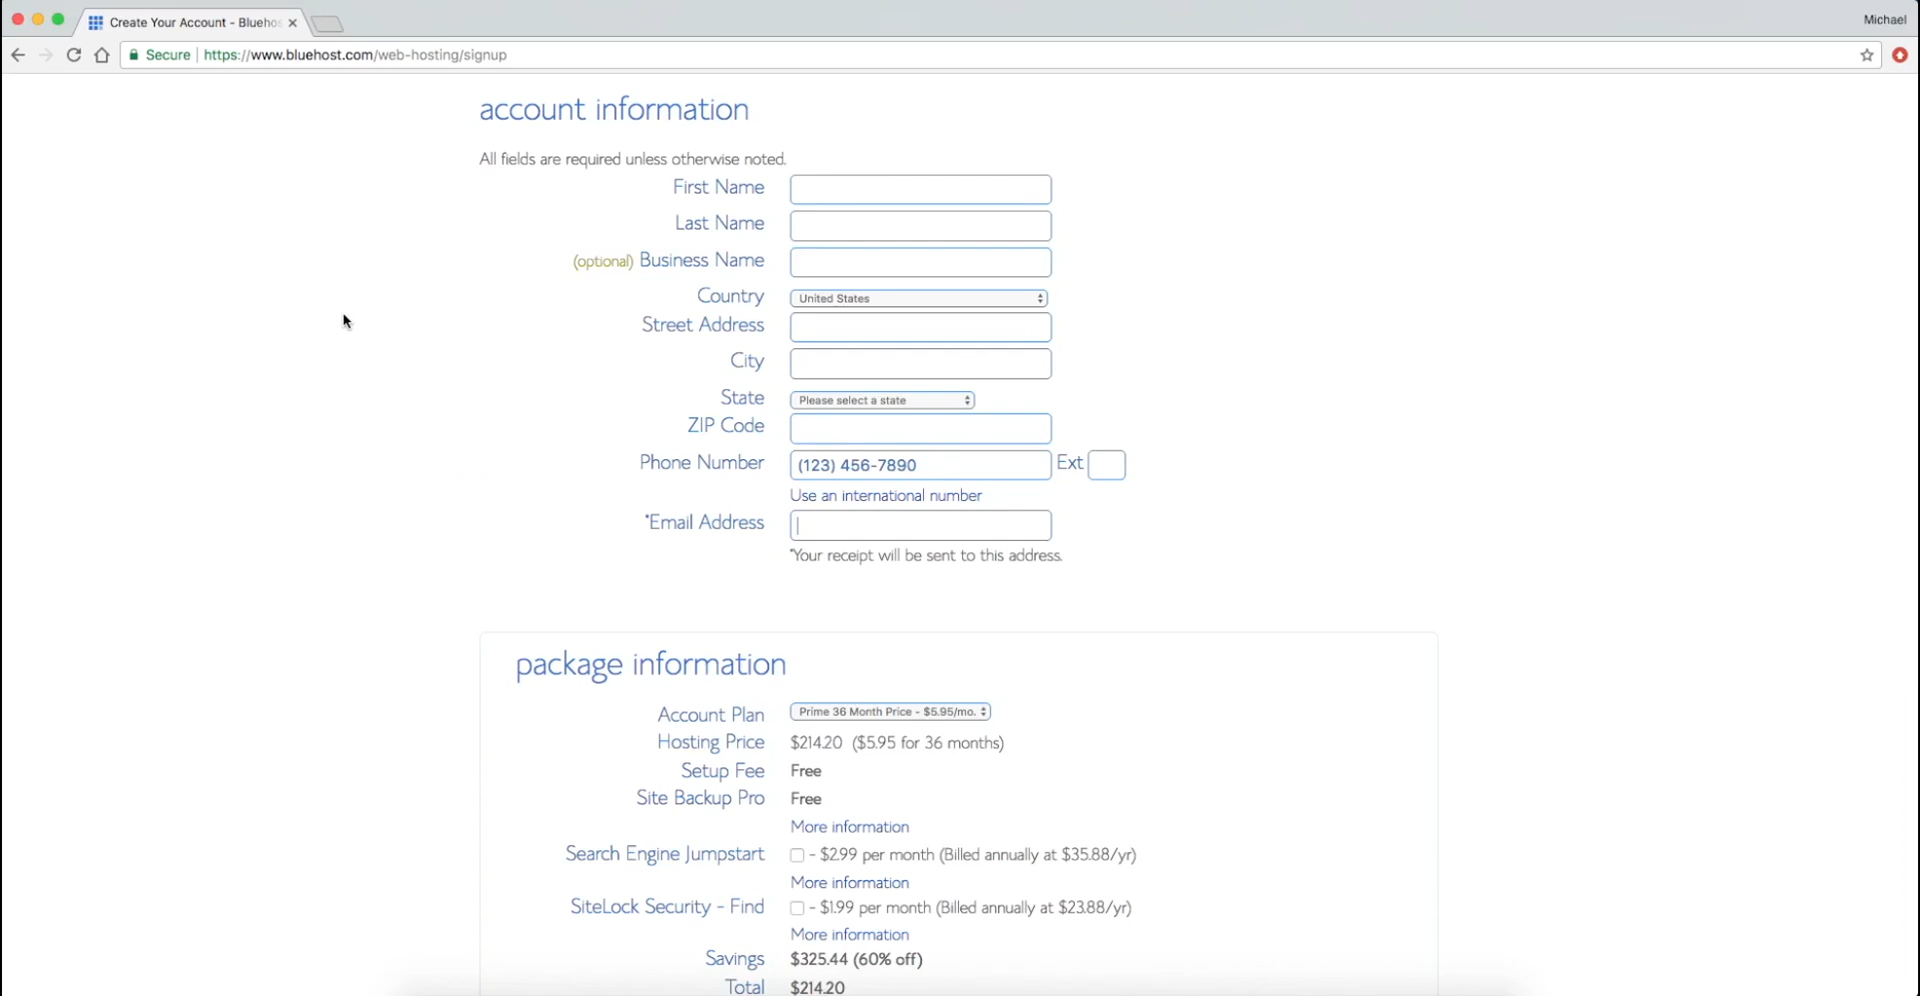 Create Your Account - Blueho
Michael
Secure https://www.bluehost.com/web-hosting/signup
account information
All fields are required unless otherwise noted.
First Name
Last Name
(optional) Business Name
Country United States
Street Address
City
State Please select a state
ZIP Code
Phone Number (123) 456-7890 Ext
Use an international number
*Email Address
*Your receipt will be sent to this address.
package information
Account Plan Prime 36 Month Price - $5.95/mo.
Hosting Price $214.20 ($5.95 for 36 months)
Setup Fee Free
Site Backup Pro Free
More information
Search Engine Jumpstart - $2.99 per month (Billed annually at $35.88/yr)
More information
SiteLock Security - Find - $1.99 per month (Billed annually at $23.88/yr)
More information
Savings $325.44 (60% off)
Total $214.20